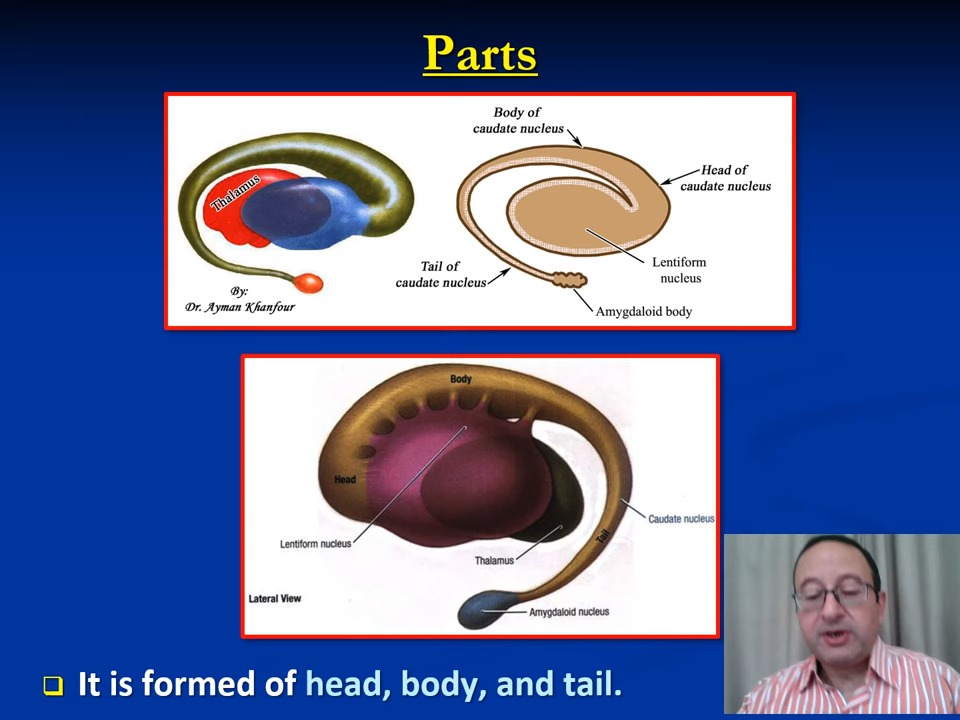 Parts
Body of
caudate nucleus
Head of
caudate nucleus
Thalamus
Tail of
caudate nucleus
Lentiform
nucleus
Amygdaloid body
By:
Dr. Ayman Khanfour
Body
Head
Caudate nucleus
Tail
Lentiform nucleus
Thalamus
Lateral View
Amygdaloid nucleus
It is formed of head, body, and tail.